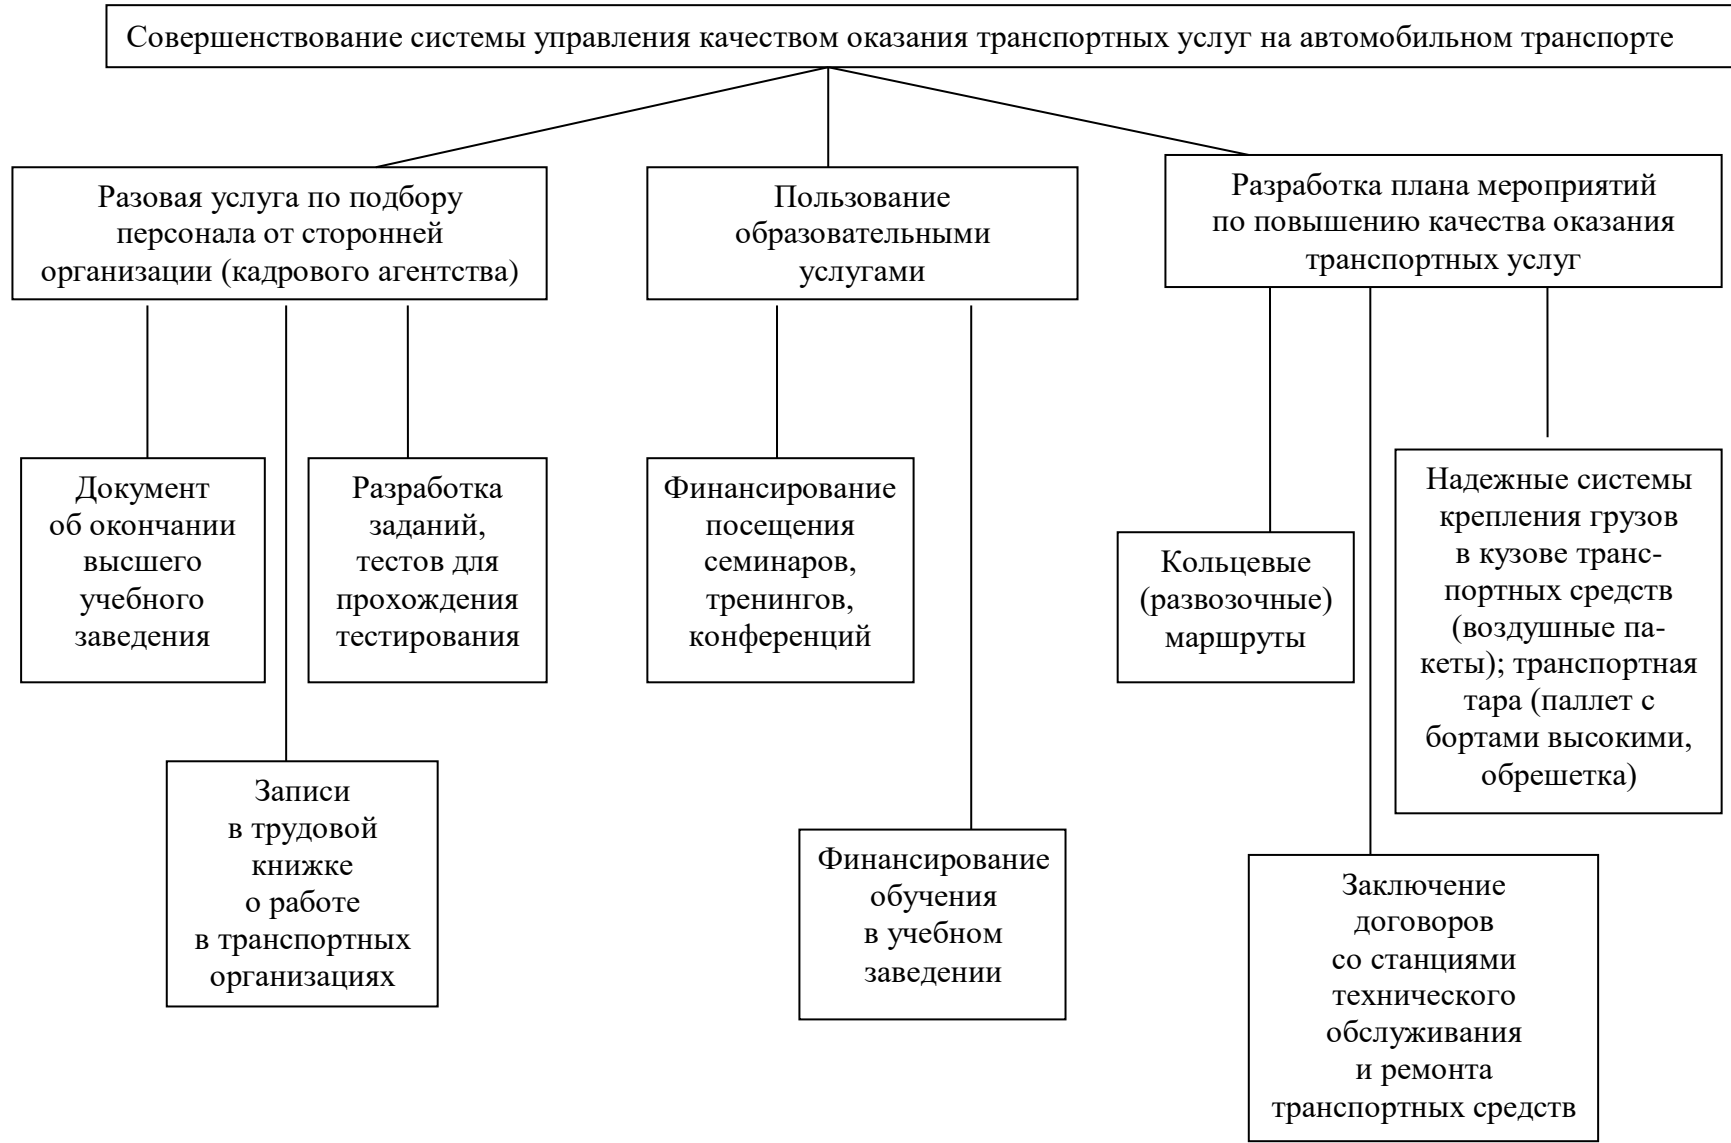 Совершенствование системы управления качеством оказания транспортных услуг на автомобильном транспорте
Разовая услуга по подбору
персонала от сторонней
организации (кадрового агентства)
Пользование
образовательными
услугами
Разработка плана мероприятий
по повышению качества оказания
транспортных услуг
Документ
об окончании
высшего
учебного
заведения
Разработка
заданий,
тестов для
прохождения
тестирования
Финансирование
посещения
семинаров,
тренингов,
конференций
Кольцевые
(развозочные)
маршруты
Надежные системы
крепления грузов
в кузове транс-
портных средств
(воздушные па-
кеты); транспортная
тара (паллет с
бортами высокими,
обрешетка)
Записи
в трудовой
книжке
о работе
в транспортных
организациях
Финансирование
обучения
в учебном
заведении
Заключение
договоров
со станциями
технического
обслуживания
и ремонта
транспортных средств